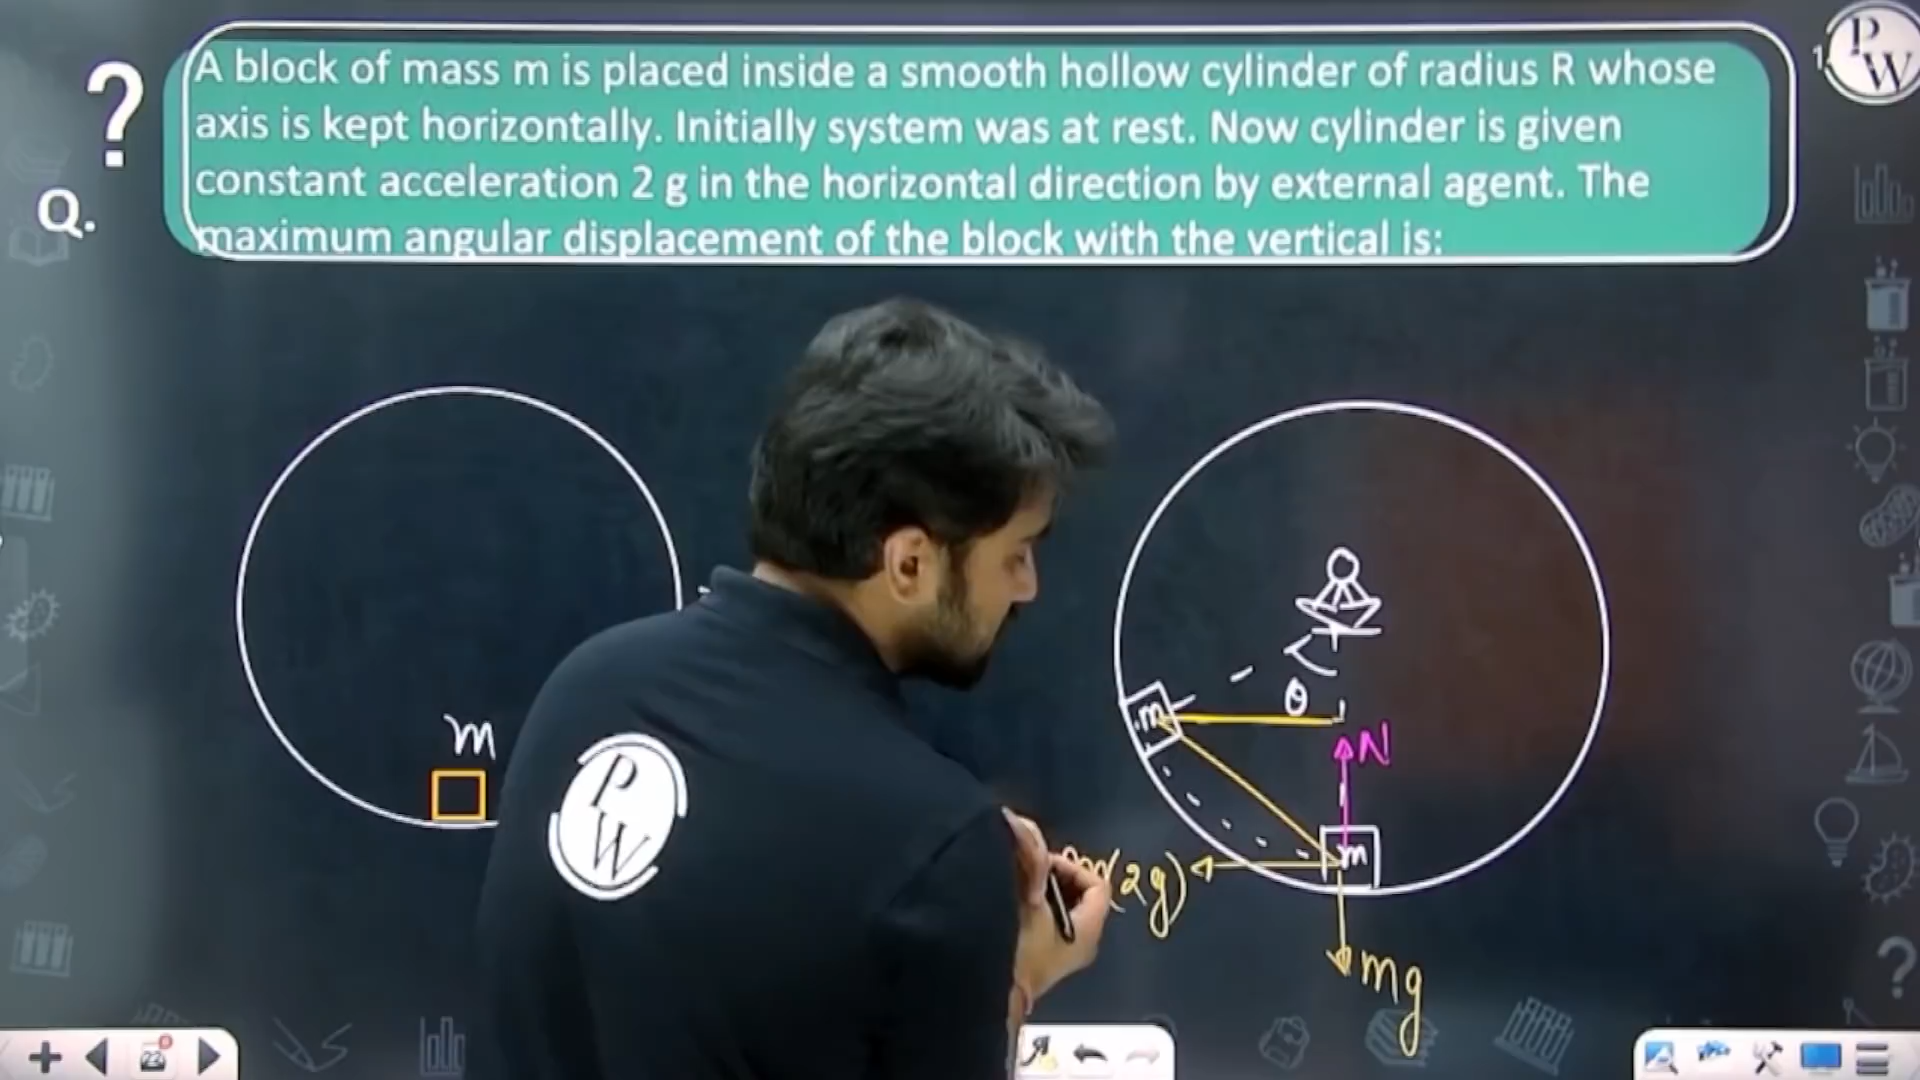 ?
Q.
A block of mass m is placed inside a smooth hollow cylinder of radius R whose
axis is kept horizontally. Initially system was at rest. Now cylinder is given
constant acceleration 2 g in the horizontal direction by external agent. The
maximum angular displacement of the block with the vertical is:
P
W
m
P
W
θ
m
N
m
m(2g)
mg
22